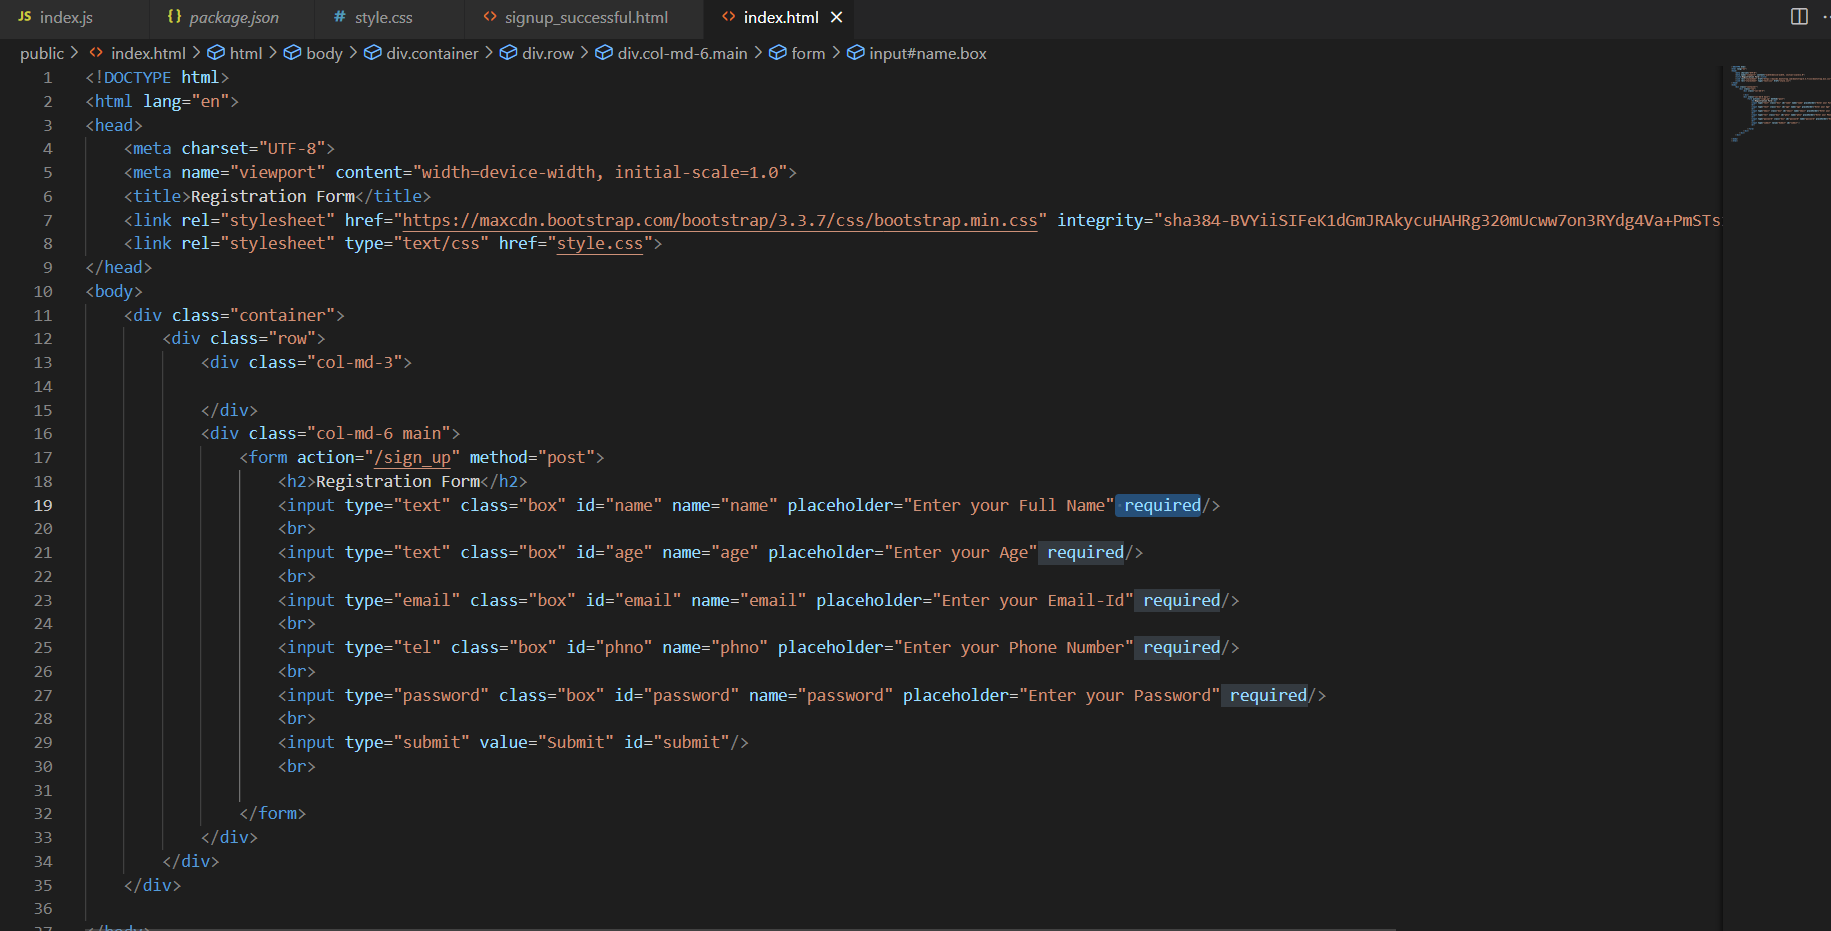 JS index.js {} package.json # style.css <> signup_successful.html <> index.html ×
public > <> index.html > html > body > div.container > div.row > div.col-md-6.main > form > input#name.box
1 <!DOCTYPE html>
2 <html lang="en">
3 <head>
4 <meta charset="UTF-8">
5 <meta name="viewport" content="width=device-width, initial-scale=1.0">
6 <title>Registration Form</title>
7 <link rel="stylesheet" href="https://maxcdn.bootstrap.com/bootstrap/3.3.7/css/bootstrap.min.css" integrity="sha384-BVYiiSIFeK1dGmJRAkycuHAHRg320mUcww7on3RYdg4Va+PmSTs
8 <link rel="stylesheet" type="text/css" href="style.css">
9 </head>
10 <body>
11 <div class="container">
12 <div class="row">
13 <div class="col-md-3">
14
15 </div>
16 <div class="col-md-6 main">
17 <form action="/sign_up" method="post">
18 <h2>Registration Form</h2>
19 <input type="text" class="box" id="name" name="name" placeholder="Enter your Full Name" required/>
20 <br>
21 <input type="text" class="box" id="age" name="age" placeholder="Enter your Age" required/>
22 <br>
23 <input type="email" class="box" id="email" name="email" placeholder="Enter your Email-Id" required/>
24 <br>
25 <input type="tel" class="box" id="phno" name="phno" placeholder="Enter your Phone Number" required/>
26 <br>
27 <input type="password" class="box" id="password" name="password" placeholder="Enter your Password" required/>
28 <br>
29 <input type="submit" value="Submit" id="submit"/>
30 <br>
31
32 </form>
33 </div>
34 </div>
35 </div>
36
37 </body>